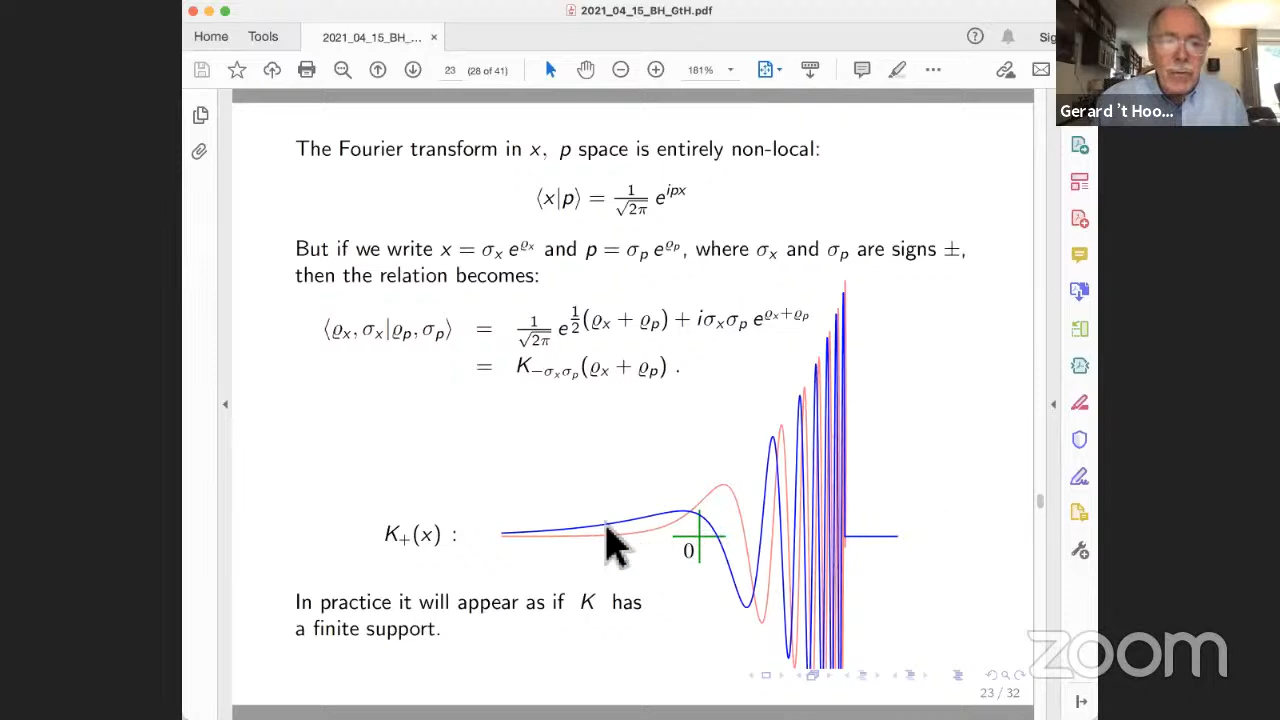 2021_04_15_BH_GtH.pdf
Home Tools 2021_04_15_BH_... ×
23 (28 of 41) 181%
Gerard 't Hoo...
The Fourier transform in x, p space is entirely non-local:
⟨x|p⟩ = 1/√2π e^{ipx}
But if we write x = σ_x e^{ϱ_x} and p = σ_p e^{ϱ_p}, where σ_x and σ_p are signs ±,
then the relation becomes:
⟨ϱ_x, σ_x|ϱ_p, σ_p⟩ = 1/√2π e^{½(ϱ_x + ϱ_p) + iσ_xσ_p e^{ϱ_x+ϱ_p}}
= K_{−σ_xσ_p}(ϱ_x + ϱ_p) .
K_+(x) :
0
In practice it will appear as if K has
a finite support.
zoom
23 / 32